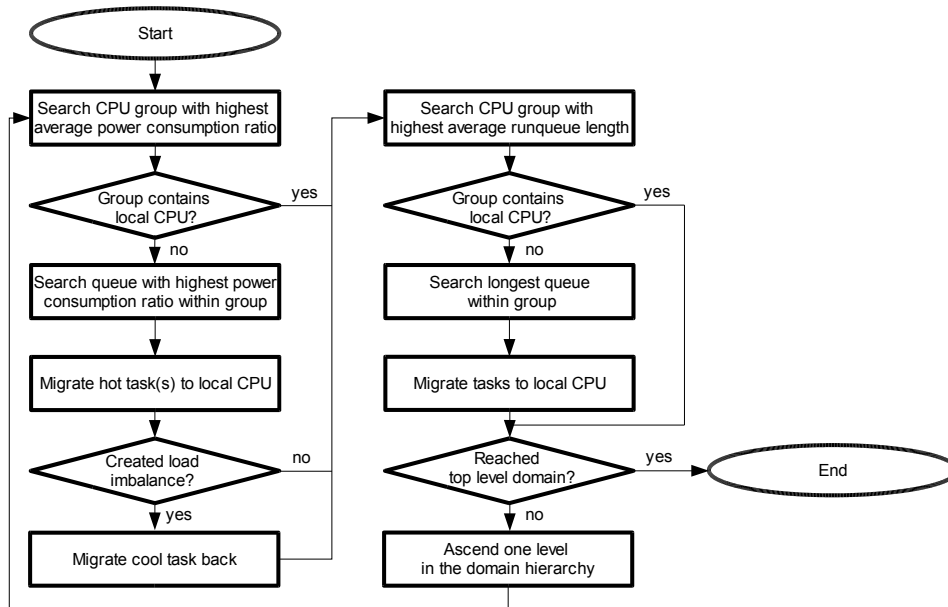 Start
Search CPU group with highest
average power consumption ratio
Group contains
local CPU?
yes
no
Search queue with highest power
consumption ratio within group
Migrate hot task(s) to local CPU
Created load
imbalance?
no
yes
Migrate cool task back
Search CPU group with
highest average runqueue length
Group contains
local CPU?
yes
no
Search longest queue
within group
Migrate tasks to local CPU
Reached
top level domain?
yes
no
Ascend one level
in the domain hierarchy
End